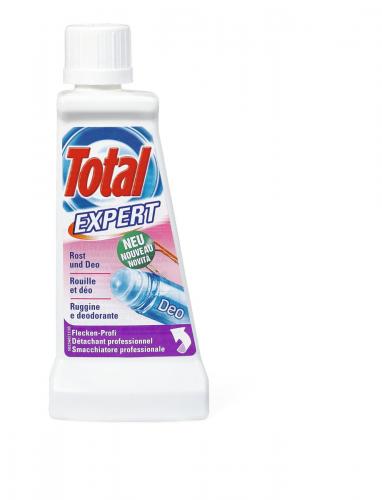 Total
EXPERT
NEU
NOUVEAU
NOVITÀ
Rost
und Deo
Rouille
et déo
Ruggine
e deodorante
Deo
Flecken-Profi
Détachant professionnel
Smacchiatore professionale